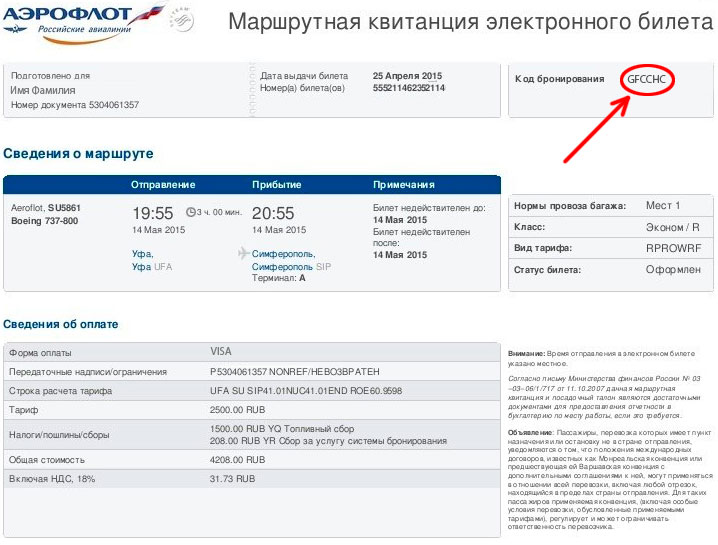 АЭРОФЛОТ
Российские авиалинии
Маршрутная квитанция электронного билета
Подготовлено для
Имя Фамилия
Номер документа 5304061357
Дата выдачи билета 25 Апреля 2015
Номер(а) билета(ов) 555211462352114
Код бронирования GFCCHC
Сведения о маршруте
Отправление Прибытие Примечания
Aeroflot, SU5861
Boeing 737-800
19:55 3 ч. 00 мин. 20:55
14 Мая 2015 14 Мая 2015
Уфа, Симферополь,
Уфа UFA Симферополь SIP
Терминал: A
Билет недействителен до:
14 Мая 2015
Билет недействителен
после:
14 Мая 2015
Нормы провоза багажа: Мест 1
Класс: Эконом / R
Вид тарифа: RPROWRF
Статус билета: Оформлен
Сведения об оплате
Форма оплаты VISA
Передаточные надписи/ограничения P5304061357 NONREF/НЕВОЗВРАТЕН
Строка расчета тарифа UFA SU SIP41.01NUC41.01END ROE60.9598
Тариф 2500.00 RUB
Налоги/пошлины/сборы 1500.00 RUB YQ Топливный сбор
208.00 RUB YR Сбор за услугу системы бронирования
Общая стоимость 4208.00 RUB
Включая НДС, 18% 31.73 RUB
Внимание: Время отправления в электронном билете
указано местное.
Согласно письму Министерства финансов России № 03
–03–06/1/717 от 11.10.2007 данная маршрутная
квитанция и посадочный талон являются достаточными
документами для предоставления отчетности в
бухгалтерию по месту работы, если это требуется.
Объявление: Пассажиры, перевозка которых имеет пункт
назначения или остановку не в стране отправления,
уведомляются о том, что положения международных
договоров, известных как Монреальская конвенция или
предшествующей ей Варшавская конвенция с
дополнительными соглашениями к ней, могут применяться
в отношении всей перевозки, включая любой отрезок,
находящийся в пределах страны отправления. Для таких
пассажиров применяемая конвенция, (включая особые
условия перевозки, обусловленные применяемыми
тарифами), регулирует и может ограничивать
ответственность перевозчика.